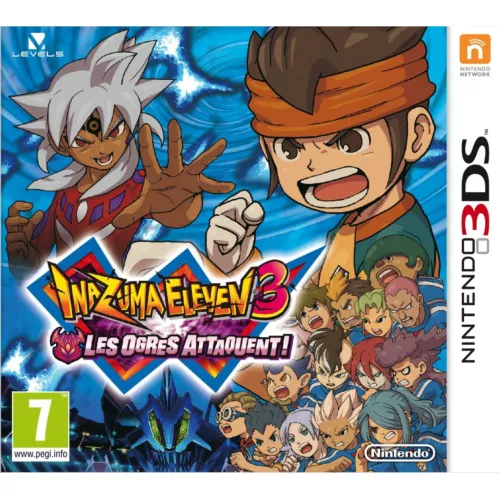 LEVEL5
NINTENDO
NETWORK
NINTENDO 3DS
INAZUMA ELEVEN 3
LES OGRES ATTAQUENT !
7
www.pegi.info
Nintendo